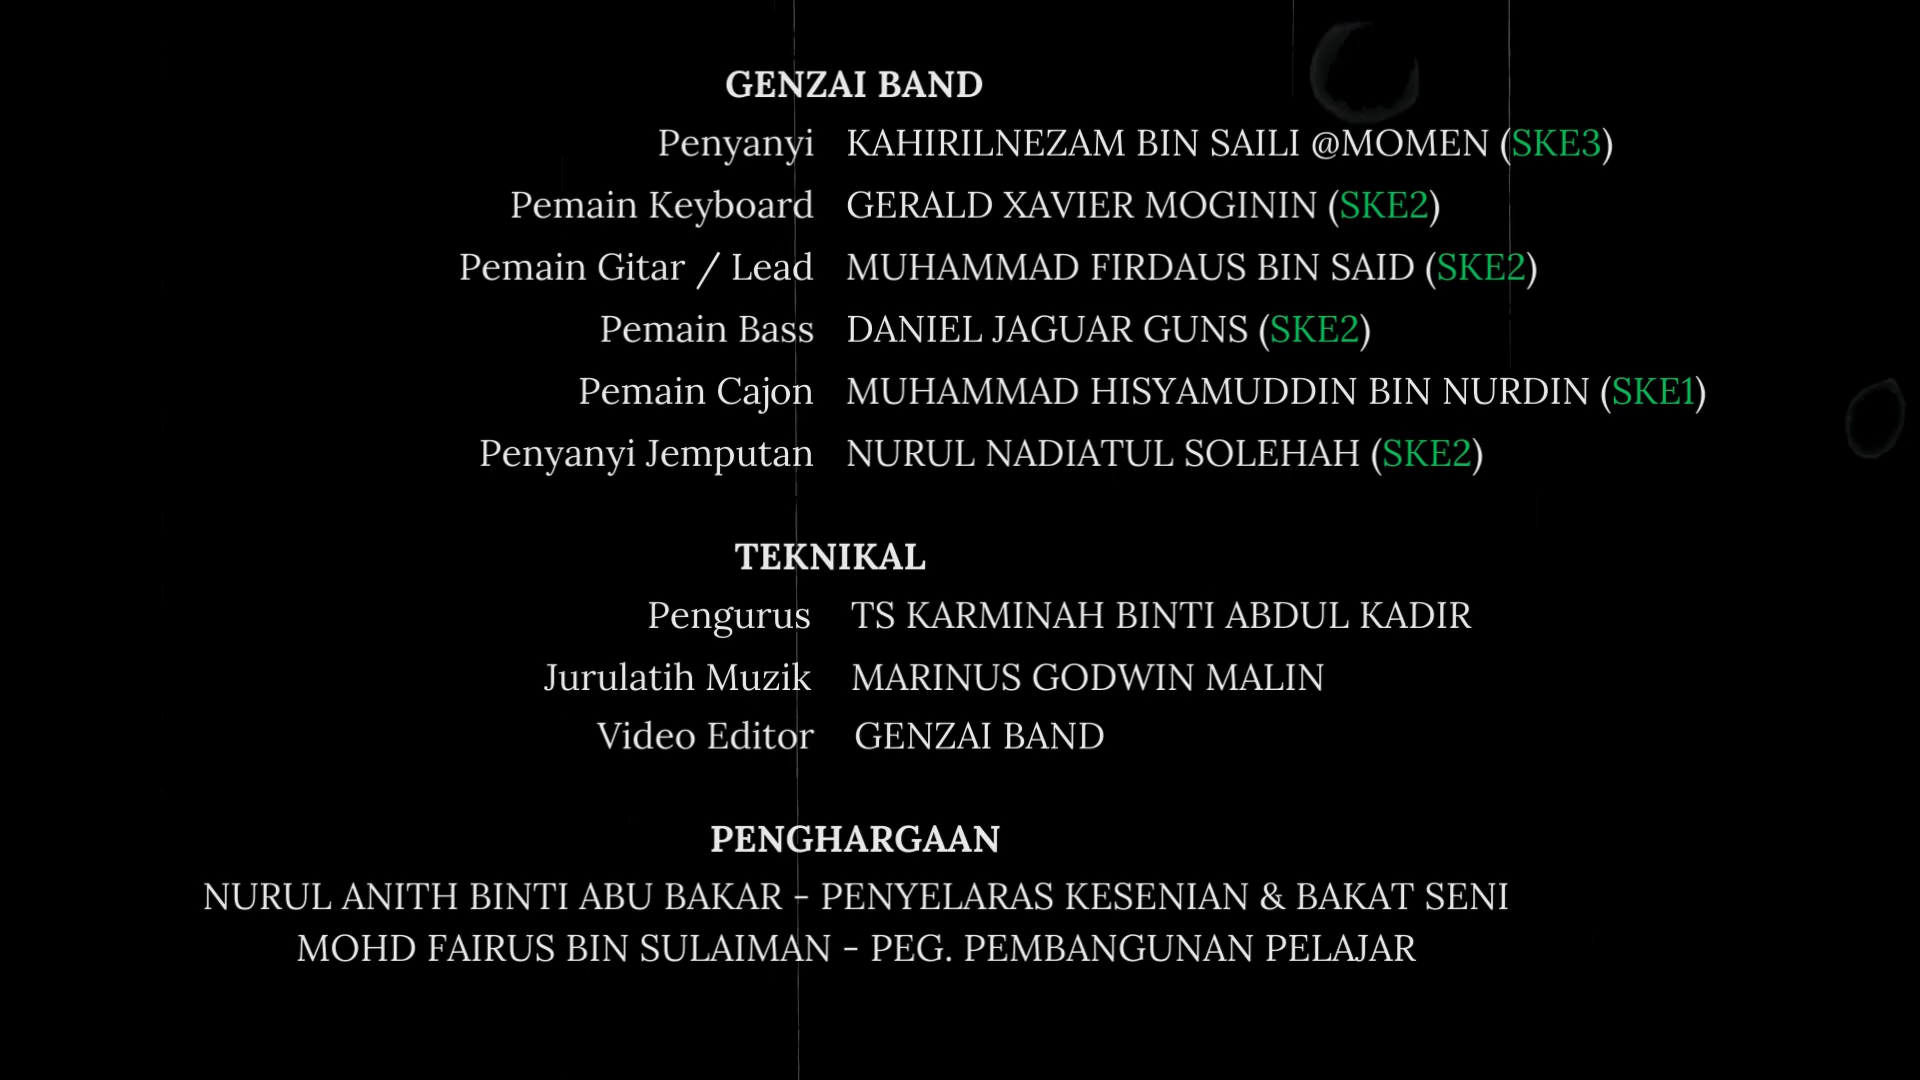 GENZAI BAND
Penyanyi KAHIRILNEZAM BIN SAILI @MOMEN (SKE3)
Pemain Keyboard GERALD XAVIER MOGININ (SKE2)
Pemain Gitar / Lead MUHAMMAD FIRDAUS BIN SAID (SKE2)
Pemain Bass DANIEL JAGUAR GUNS (SKE2)
Pemain Cajon MUHAMMAD HISYAMUDDIN BIN NURDIN (SKE1)
Penyanyi Jemputan NURUL NADIATUL SOLEHAH (SKE2)
TEKNIKAL
Pengurus TS KARMINAH BINTI ABDUL KADIR
Jurulatih Muzik MARINUS GODWIN MALIN
Video Editor GENZAI BAND
PENGHARGAAN
NURUL ANITH BINTI ABU BAKAR - PENYELARAS KESENIAN & BAKAT SENI
MOHD FAIRUS BIN SULAIMAN - PEG. PEMBANGUNAN PELAJAR